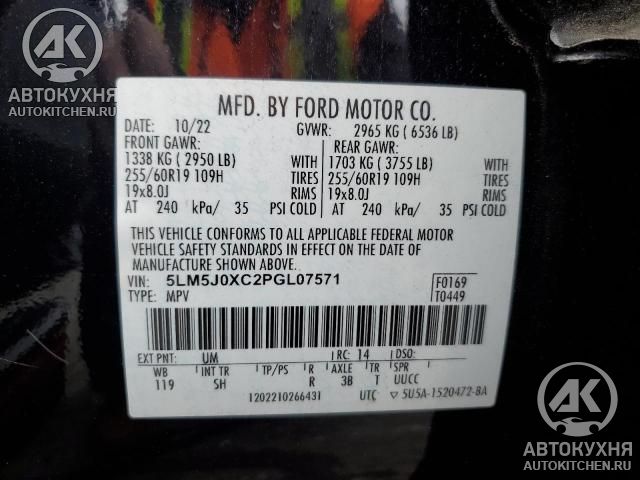 АК
АВТОКУХНЯ
AUTOKITCHEN.RU
MFD. BY FORD MOTOR CO.
DATE: 10/22 GVWR: 2965 KG ( 6536 LB)
FRONT GAWR: REAR GAWR:
1338 KG ( 2950 LB) WITH 1703 KG ( 3755 LB) WITH
255/60R19 109H TIRES 255/60R19 109H TIRES
19x8.0J RIMS 19x8.0J RIMS
AT 240 kPa/ 35 PSI COLD AT 240 kPa/ 35 PSI COLD
THIS VEHICLE CONFORMS TO ALL APPLICABLE FEDERAL MOTOR
VEHICLE SAFETY STANDARDS IN EFFECT ON THE DATE OF
MANUFACTURE SHOWN ABOVE.
VIN: 5LM5J0XC2PGL07571 F0169
TYPE: MPV T0449
EXT PNT: UM RC: 14 DSO:
WB INT TR TP/PS R AXLE TR SPR
119 SH R 3B T UUCC
1202210266431 UTC ▽ 5U5A-1520472-BA
АК
АВТОКУХНЯ
AUTOKITCHEN.RU